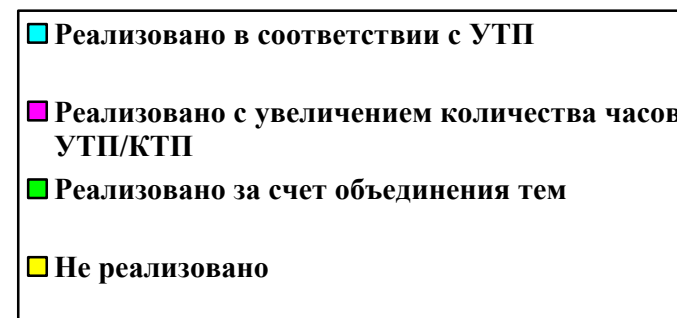 Реализовано в соответствии с УТП
Реализовано с увеличением количества часов
УТП/КТП
Реализовано за счет объединения тем
Не реализовано